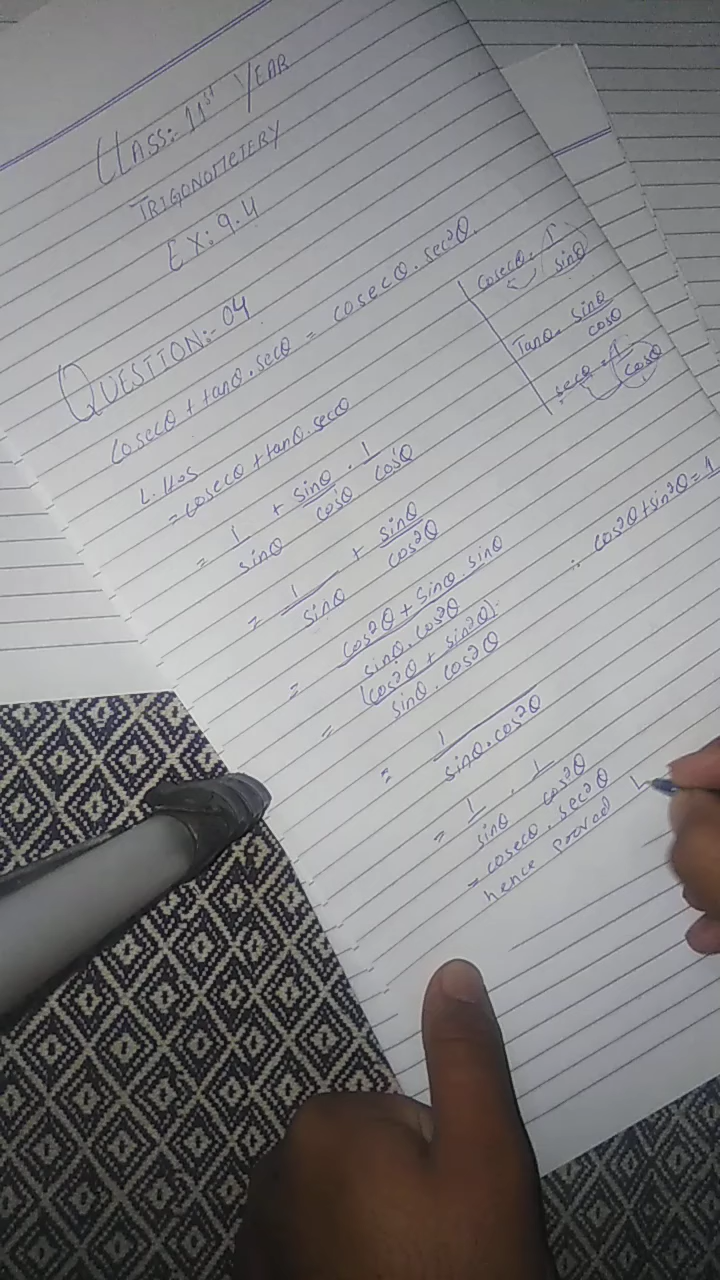 CLASS:- 11st YEAR
TRIGONOMETERY
EX: 9.4
QUESTION:- 04
cosecθ + tanθ.secθ = cosecθ.sec²θ.
cosecθ = 1/sinθ
Tanθ = sinθ/cosθ
secθ = 1/cosθ
L.H.S
= cosecθ + tanθ.secθ
= 1/sinθ + sinθ/cosθ . 1/cosθ
= 1/sinθ + sinθ/cos²θ
= cos²θ + sinθ.sinθ / sinθ.cos²θ
∴ cos²θ + sin²θ = 1
= (cos²θ + sin²θ) / sinθ.cos²θ
= 1/sinθ.cos²θ
= 1/sinθ . 1/cos²θ
= cosecθ.sec²θ
hence proved